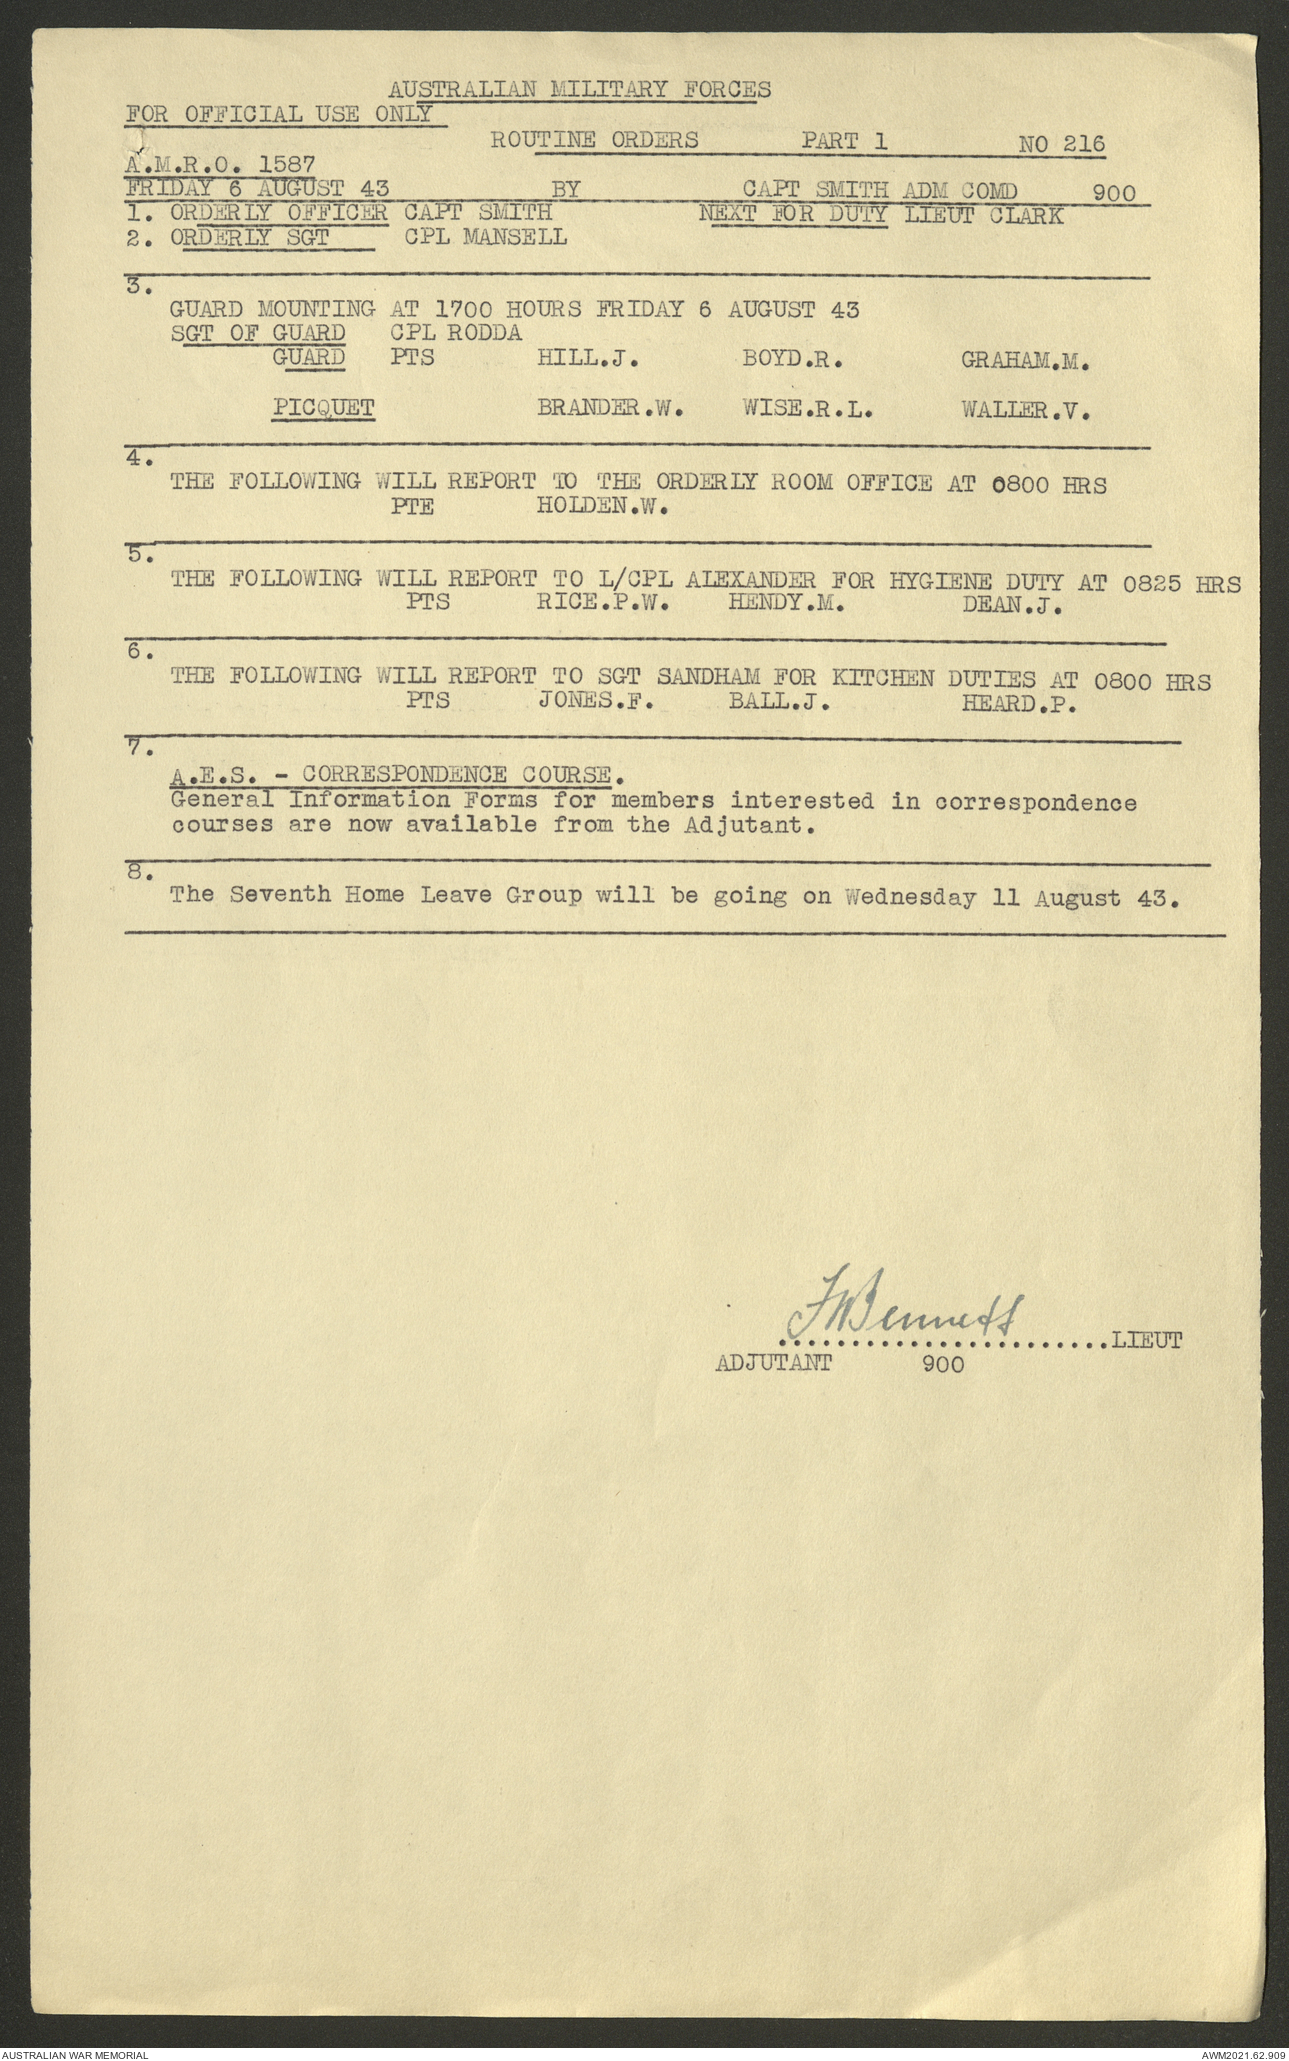 AUSTRALIAN MILITARY FORCES
FOR OFFICIAL USE ONLY
ROUTINE ORDERS PART 1 NO 216
A.M.R.O. 1587
FRIDAY 6 AUGUST 43 BY CAPT SMITH ADM COMD 900
1. ORDERLY OFFICER CAPT SMITH NEXT FOR DUTY LIEUT CLARK
2. ORDERLY SGT CPL MANSELL
3.
GUARD MOUNTING AT 1700 HOURS FRIDAY 6 AUGUST 43
SGT OF GUARD CPL RODDA
GUARD PTS HILL.J. BOYD.R. GRAHAM.M.
PICQUET BRANDER.W. WISE.R.L. WALLER.V.
4.
THE FOLLOWING WILL REPORT TO THE ORDERLY ROOM OFFICE AT 0800 HRS
PTE HOLDEN.W.
5.
THE FOLLOWING WILL REPORT TO L/CPL ALEXANDER FOR HYGIENE DUTY AT 0825 HRS
PTS RICE.P.W. HENDY.M. DEAN.J.
6.
THE FOLLOWING WILL REPORT TO SGT SANDHAM FOR KITCHEN DUTIES AT 0800 HRS
PTS JONES.F. BALL.J. HEARD.P.
7.
A.E.S. - CORRESPONDENCE COURSE.
General Information Forms for members interested in correspondence
courses are now available from the Adjutant.
8.
The Seventh Home Leave Group will be going on Wednesday 11 August 43.
Bennett
.......................LIEUT
ADJUTANT 900
AUSTRALIAN WAR MEMORIAL AWM2021.62.909